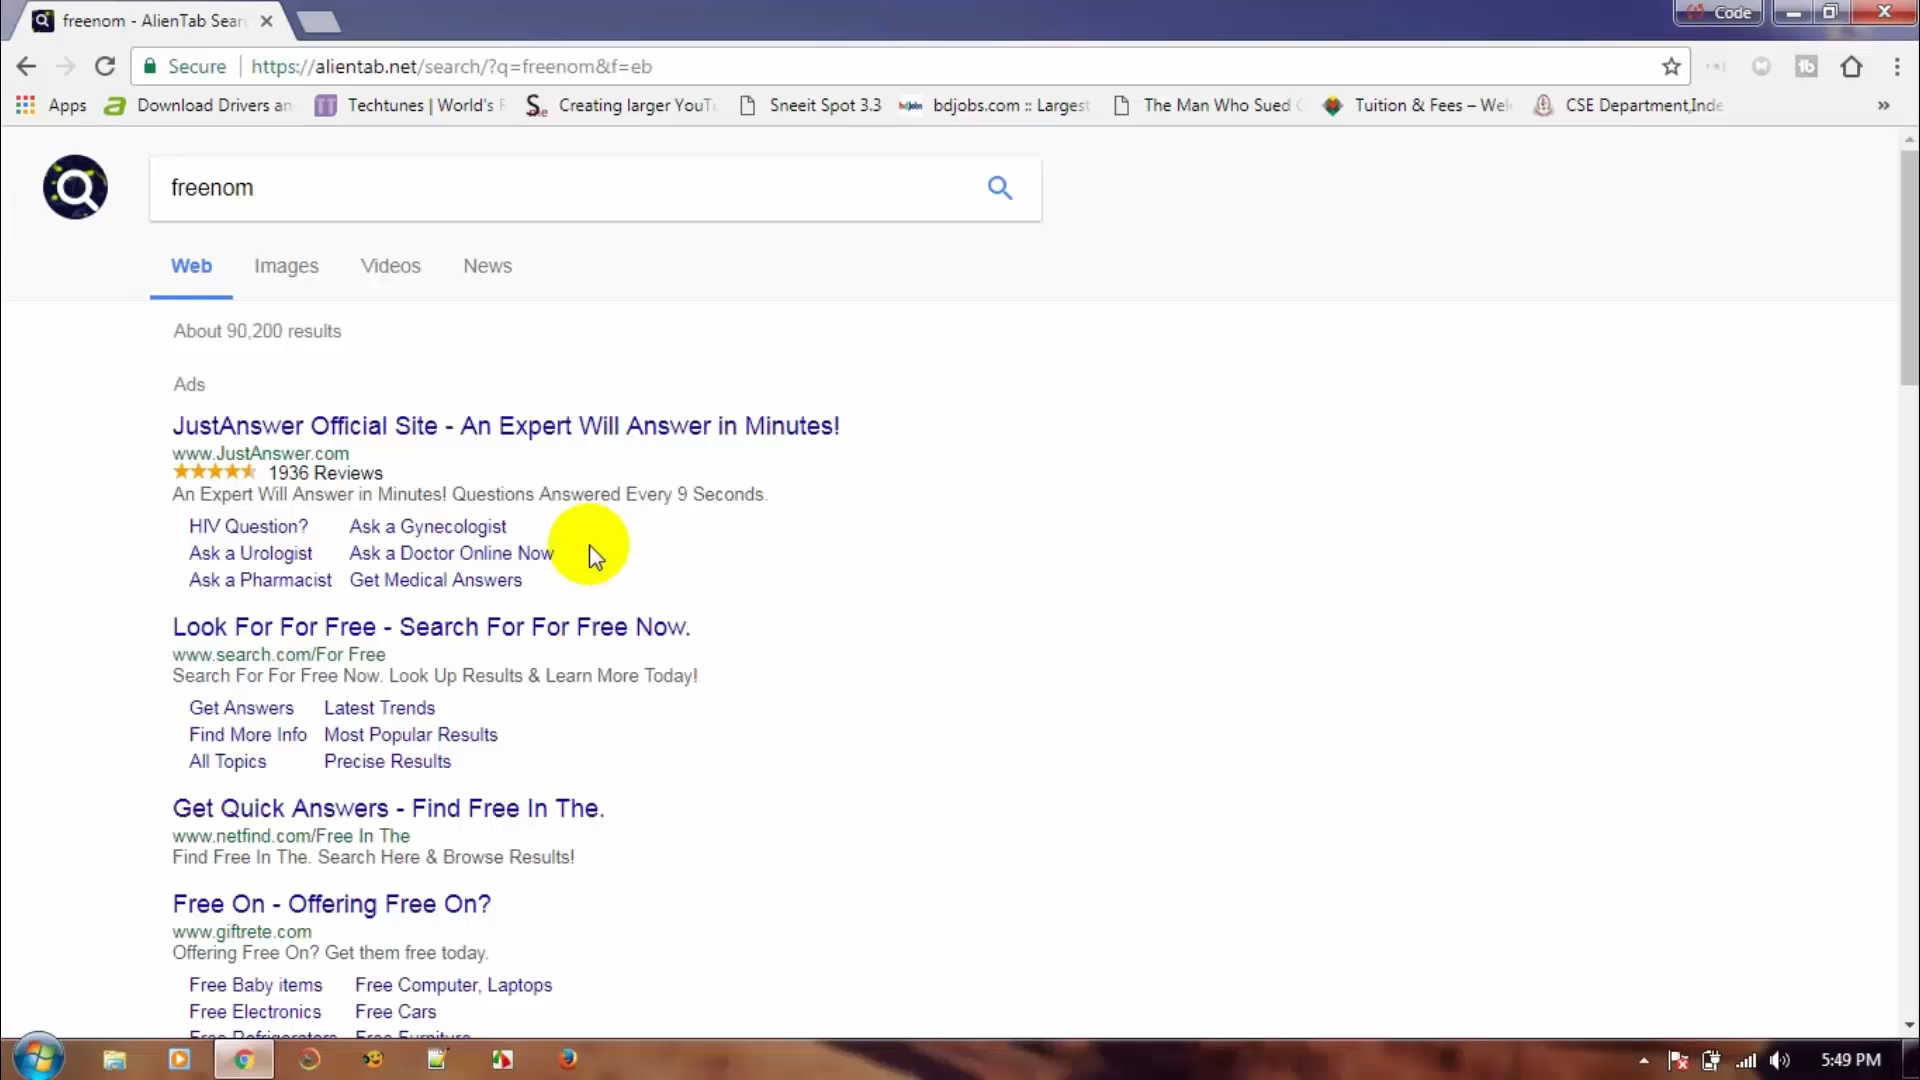 freenom - AlienTab Sear
Code
Secure https://alientab.net/search/?q=freenom&f=eb
Apps Download Drivers an Techtunes | World's F Creating larger YouTu Sneeit Spot 3.3 bdjobs bdjobs.com :: Largest The Man Who Sued Tuition & Fees – Wel CSE Department,Inde »
freenom
Web Images Videos News
About 90,200 results
Ads
JustAnswer Official Site - An Expert Will Answer in Minutes!
www.JustAnswer.com
1936 Reviews
An Expert Will Answer in Minutes! Questions Answered Every 9 Seconds.
HIV Question? Ask a Gynecologist
Ask a Urologist Ask a Doctor Online Now
Ask a Pharmacist Get Medical Answers
Look For For Free - Search For For Free Now.
www.search.com/For Free
Search For For Free Now. Look Up Results & Learn More Today!
Get Answers Latest Trends
Find More Info Most Popular Results
All Topics Precise Results
Get Quick Answers - Find Free In The.
www.netfind.com/Free In The
Find Free In The. Search Here & Browse Results!
Free On - Offering Free On?
www.giftrete.com
Offering Free On? Get them free today.
Free Baby items Free Computer, Laptops
Free Electronics Free Cars
Free Refrigerators Free Furniture
5:49 PM